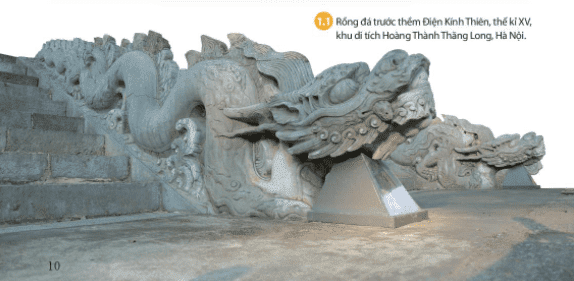 1.1 Rồng đá trước thềm Điện Kính Thiên, thế kỉ XV,
khu di tích Hoàng Thành Thăng Long, Hà Nội.
10